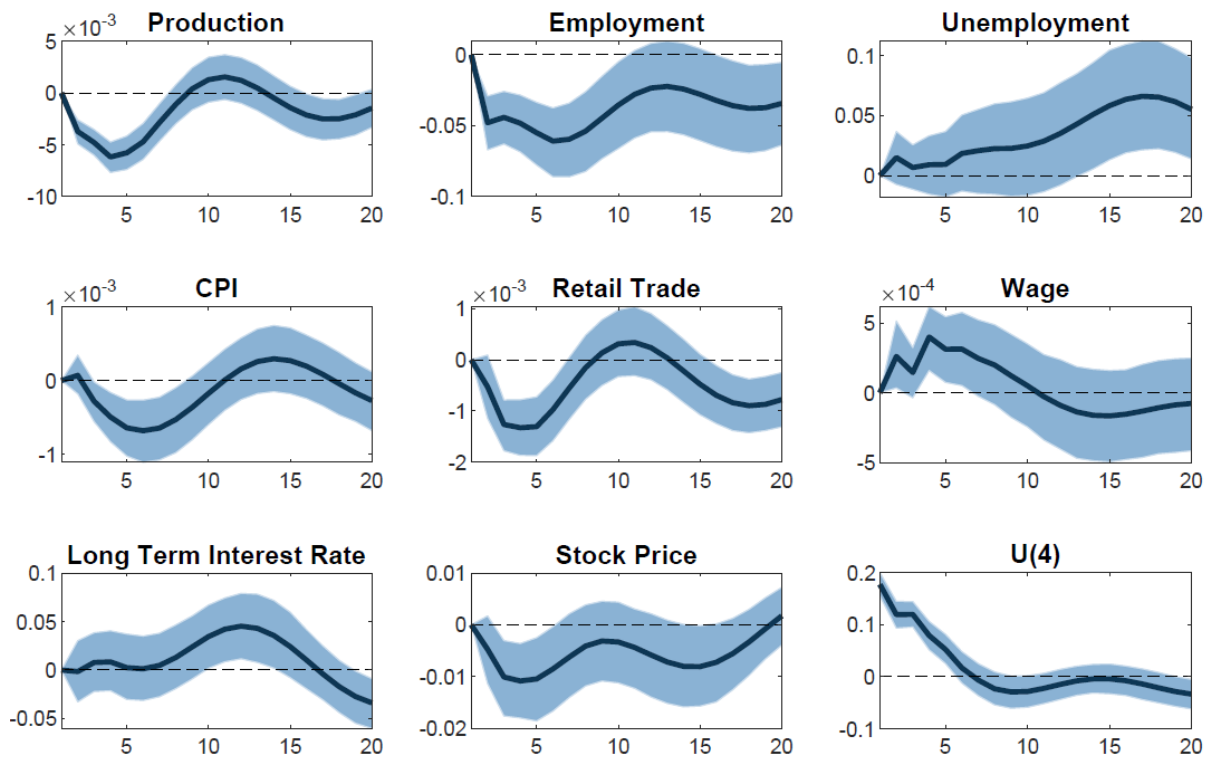 Production
×10^-3
5
0
-5
-10
5 10 15 20
Employment
0
-0.05
-0.1
5 10 15 20
Unemployment
0.1
0.05
0
5 10 15 20
CPI
×10^-3
1
0
-1
5 10 15 20
Retail Trade
×10^-3
1
0
-1
-2
5 10 15 20
Wage
×10^-4
5
0
-5
5 10 15 20
Long Term Interest Rate
0.1
0.05
0
-0.05
5 10 15 20
Stock Price
0.01
0
-0.01
-0.02
5 10 15 20
U(4)
0.2
0.1
0
-0.1
5 10 15 20